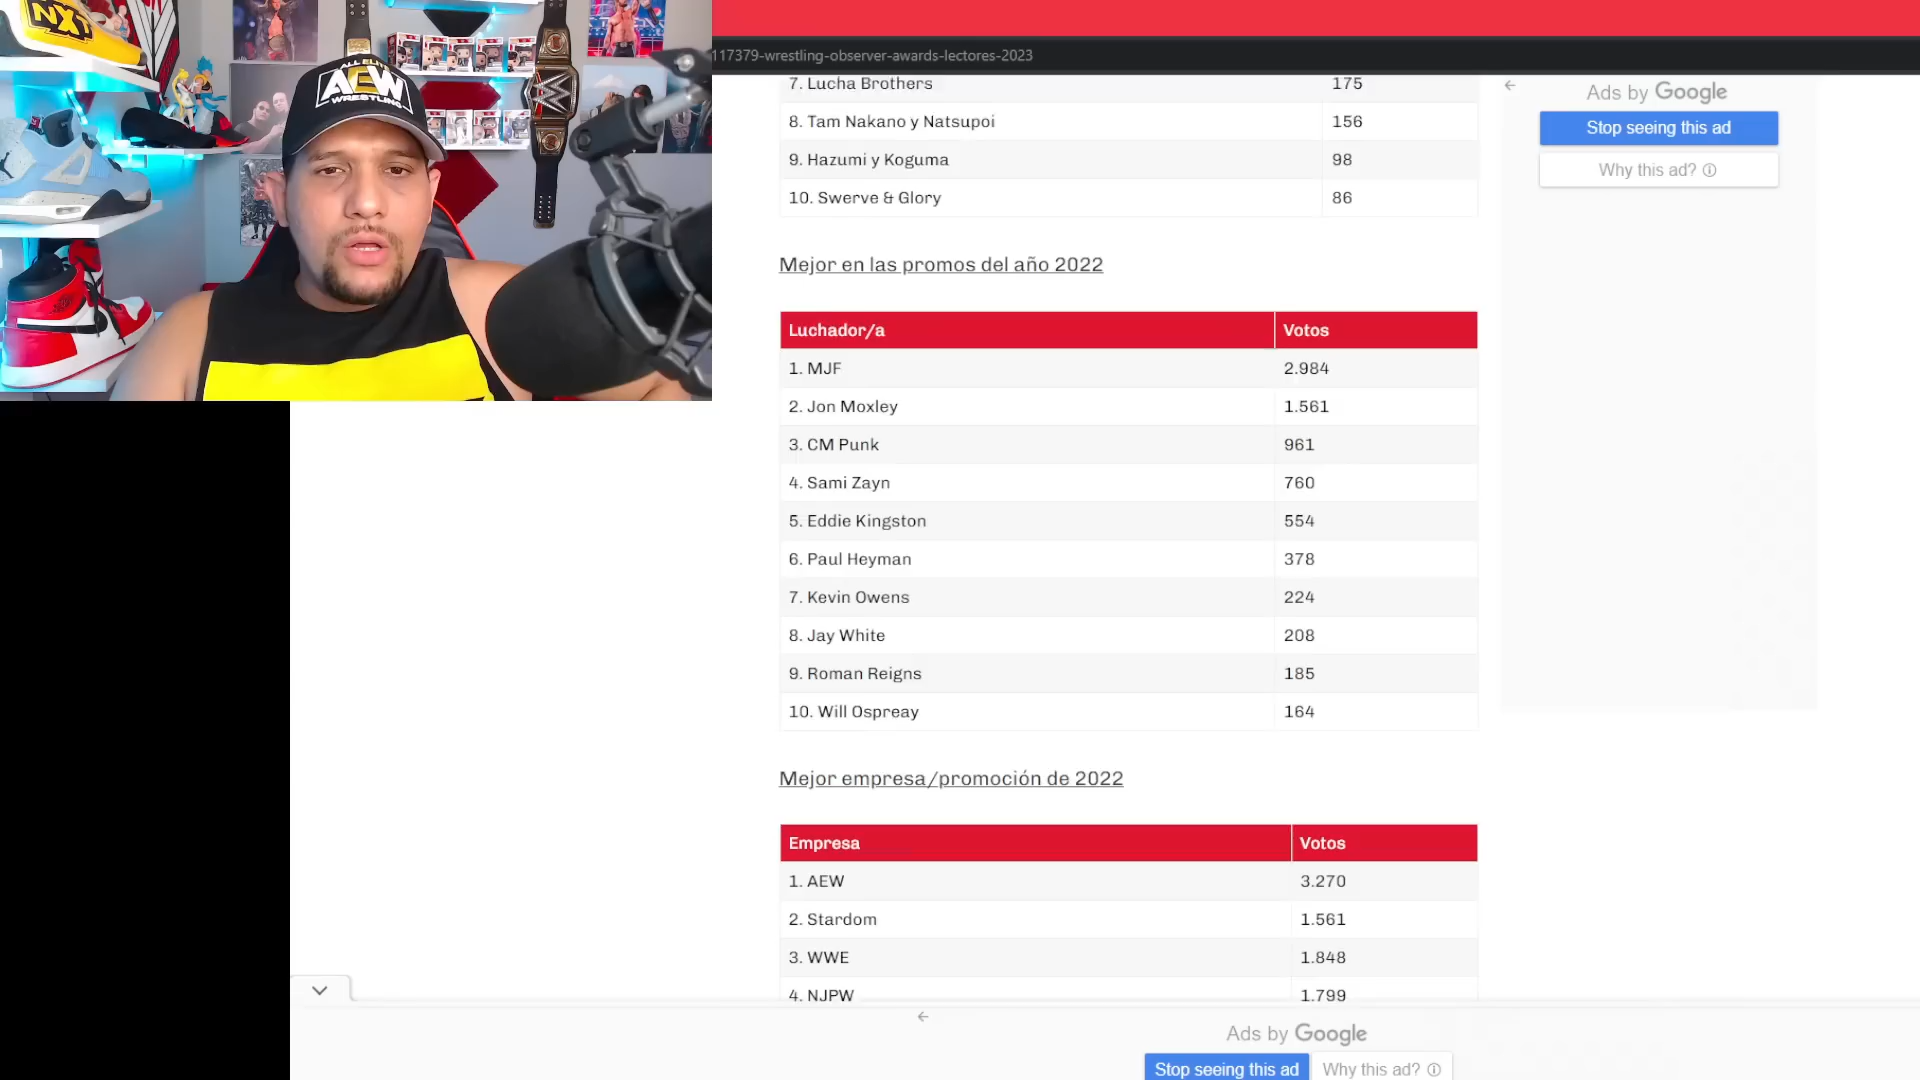 NXT
ALL ELITE
AEW
WRESTLING
117379-wrestling-observer-awards-lectores-2023
7. Lucha Brothers 175
8. Tam Nakano y Natsupoi 156
9. Hazumi y Koguma 98
10. Swerve & Glory 86
Mejor en las promos del año 2022
Luchador/a Votos
1. MJF 2.984
2. Jon Moxley 1.561
3. CM Punk 961
4. Sami Zayn 760
5. Eddie Kingston 554
6. Paul Heyman 378
7. Kevin Owens 224
8. Jay White 208
9. Roman Reigns 185
10. Will Ospreay 164
Mejor empresa/promoción de 2022
Empresa Votos
1. AEW 3.270
2. Stardom 1.561
3. WWE 1.848
4. NJPW 1.799
Ads by Google
Stop seeing this ad
Why this ad?
Ads by Google
Stop seeing this ad Why this ad?